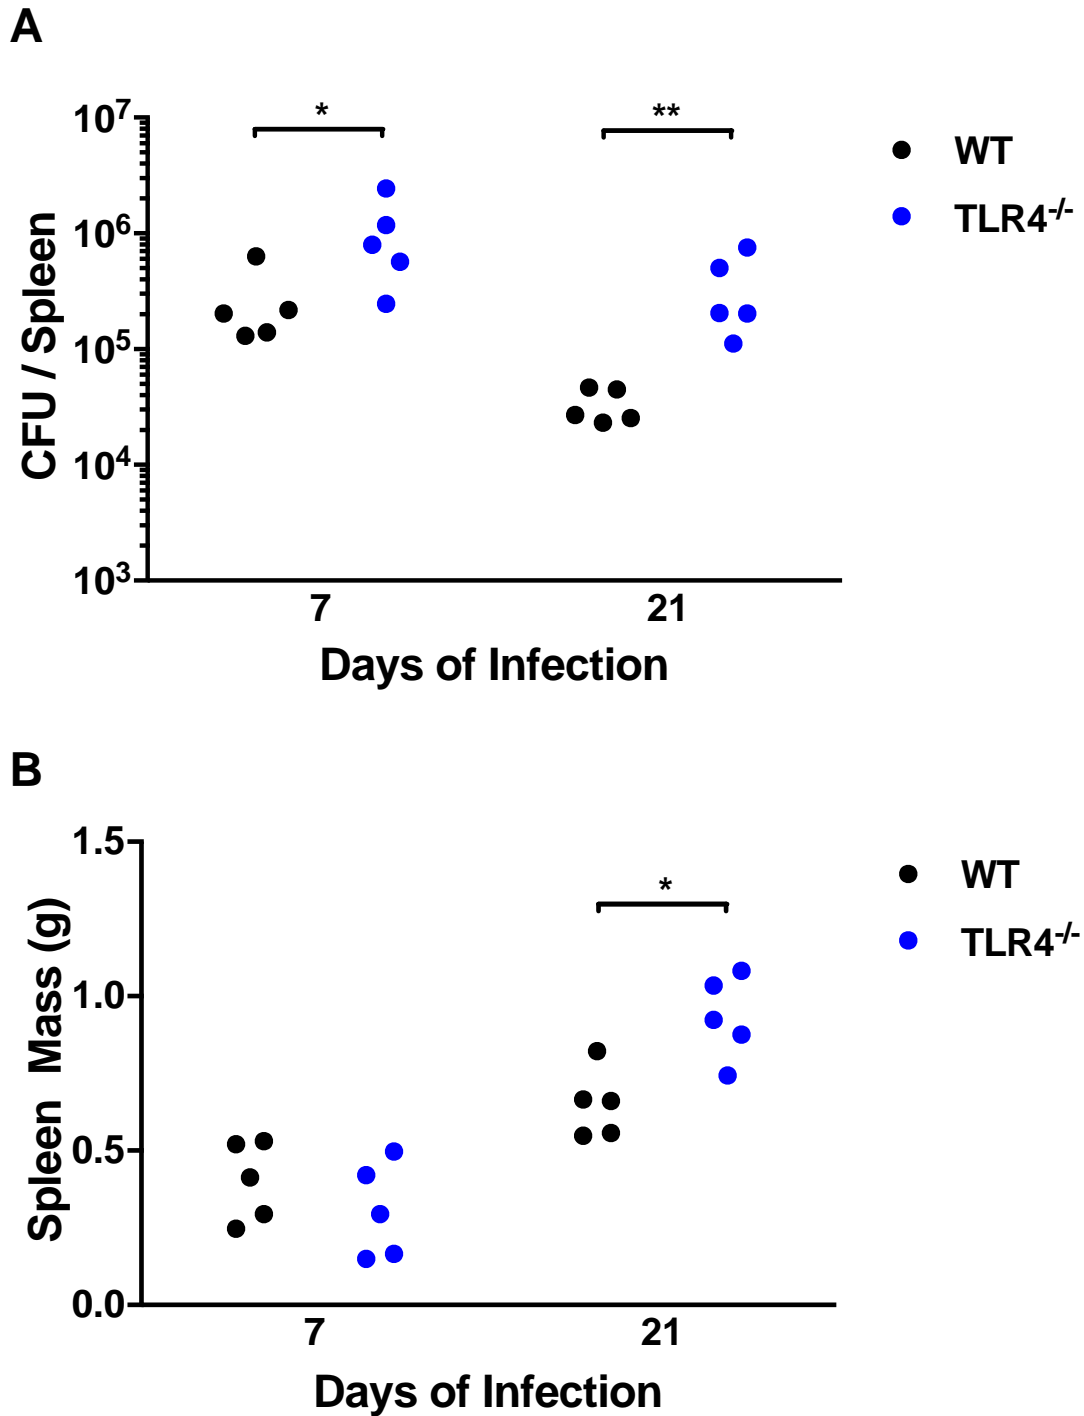 A
* **
10⁷
10⁶
10⁵
10⁴
10³
CFU / Spleen
WT
TLR4⁻/⁻
7 21
Days of Infection
B
*
1.5
1.0
0.5
0.0
Spleen Mass (g)
WT
TLR4⁻/⁻
7 21
Days of Infection